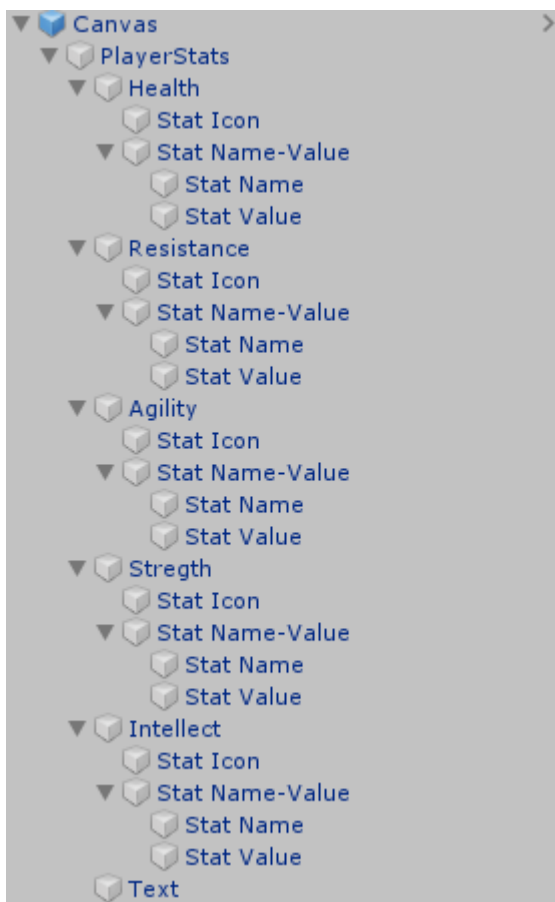 Canvas
PlayerStats
Health
Stat Icon
Stat Name-Value
Stat Name
Stat Value
Resistance
Stat Icon
Stat Name-Value
Stat Name
Stat Value
Agility
Stat Icon
Stat Name-Value
Stat Name
Stat Value
Stregth
Stat Icon
Stat Name-Value
Stat Name
Stat Value
Intellect
Stat Icon
Stat Name-Value
Stat Name
Stat Value
Text